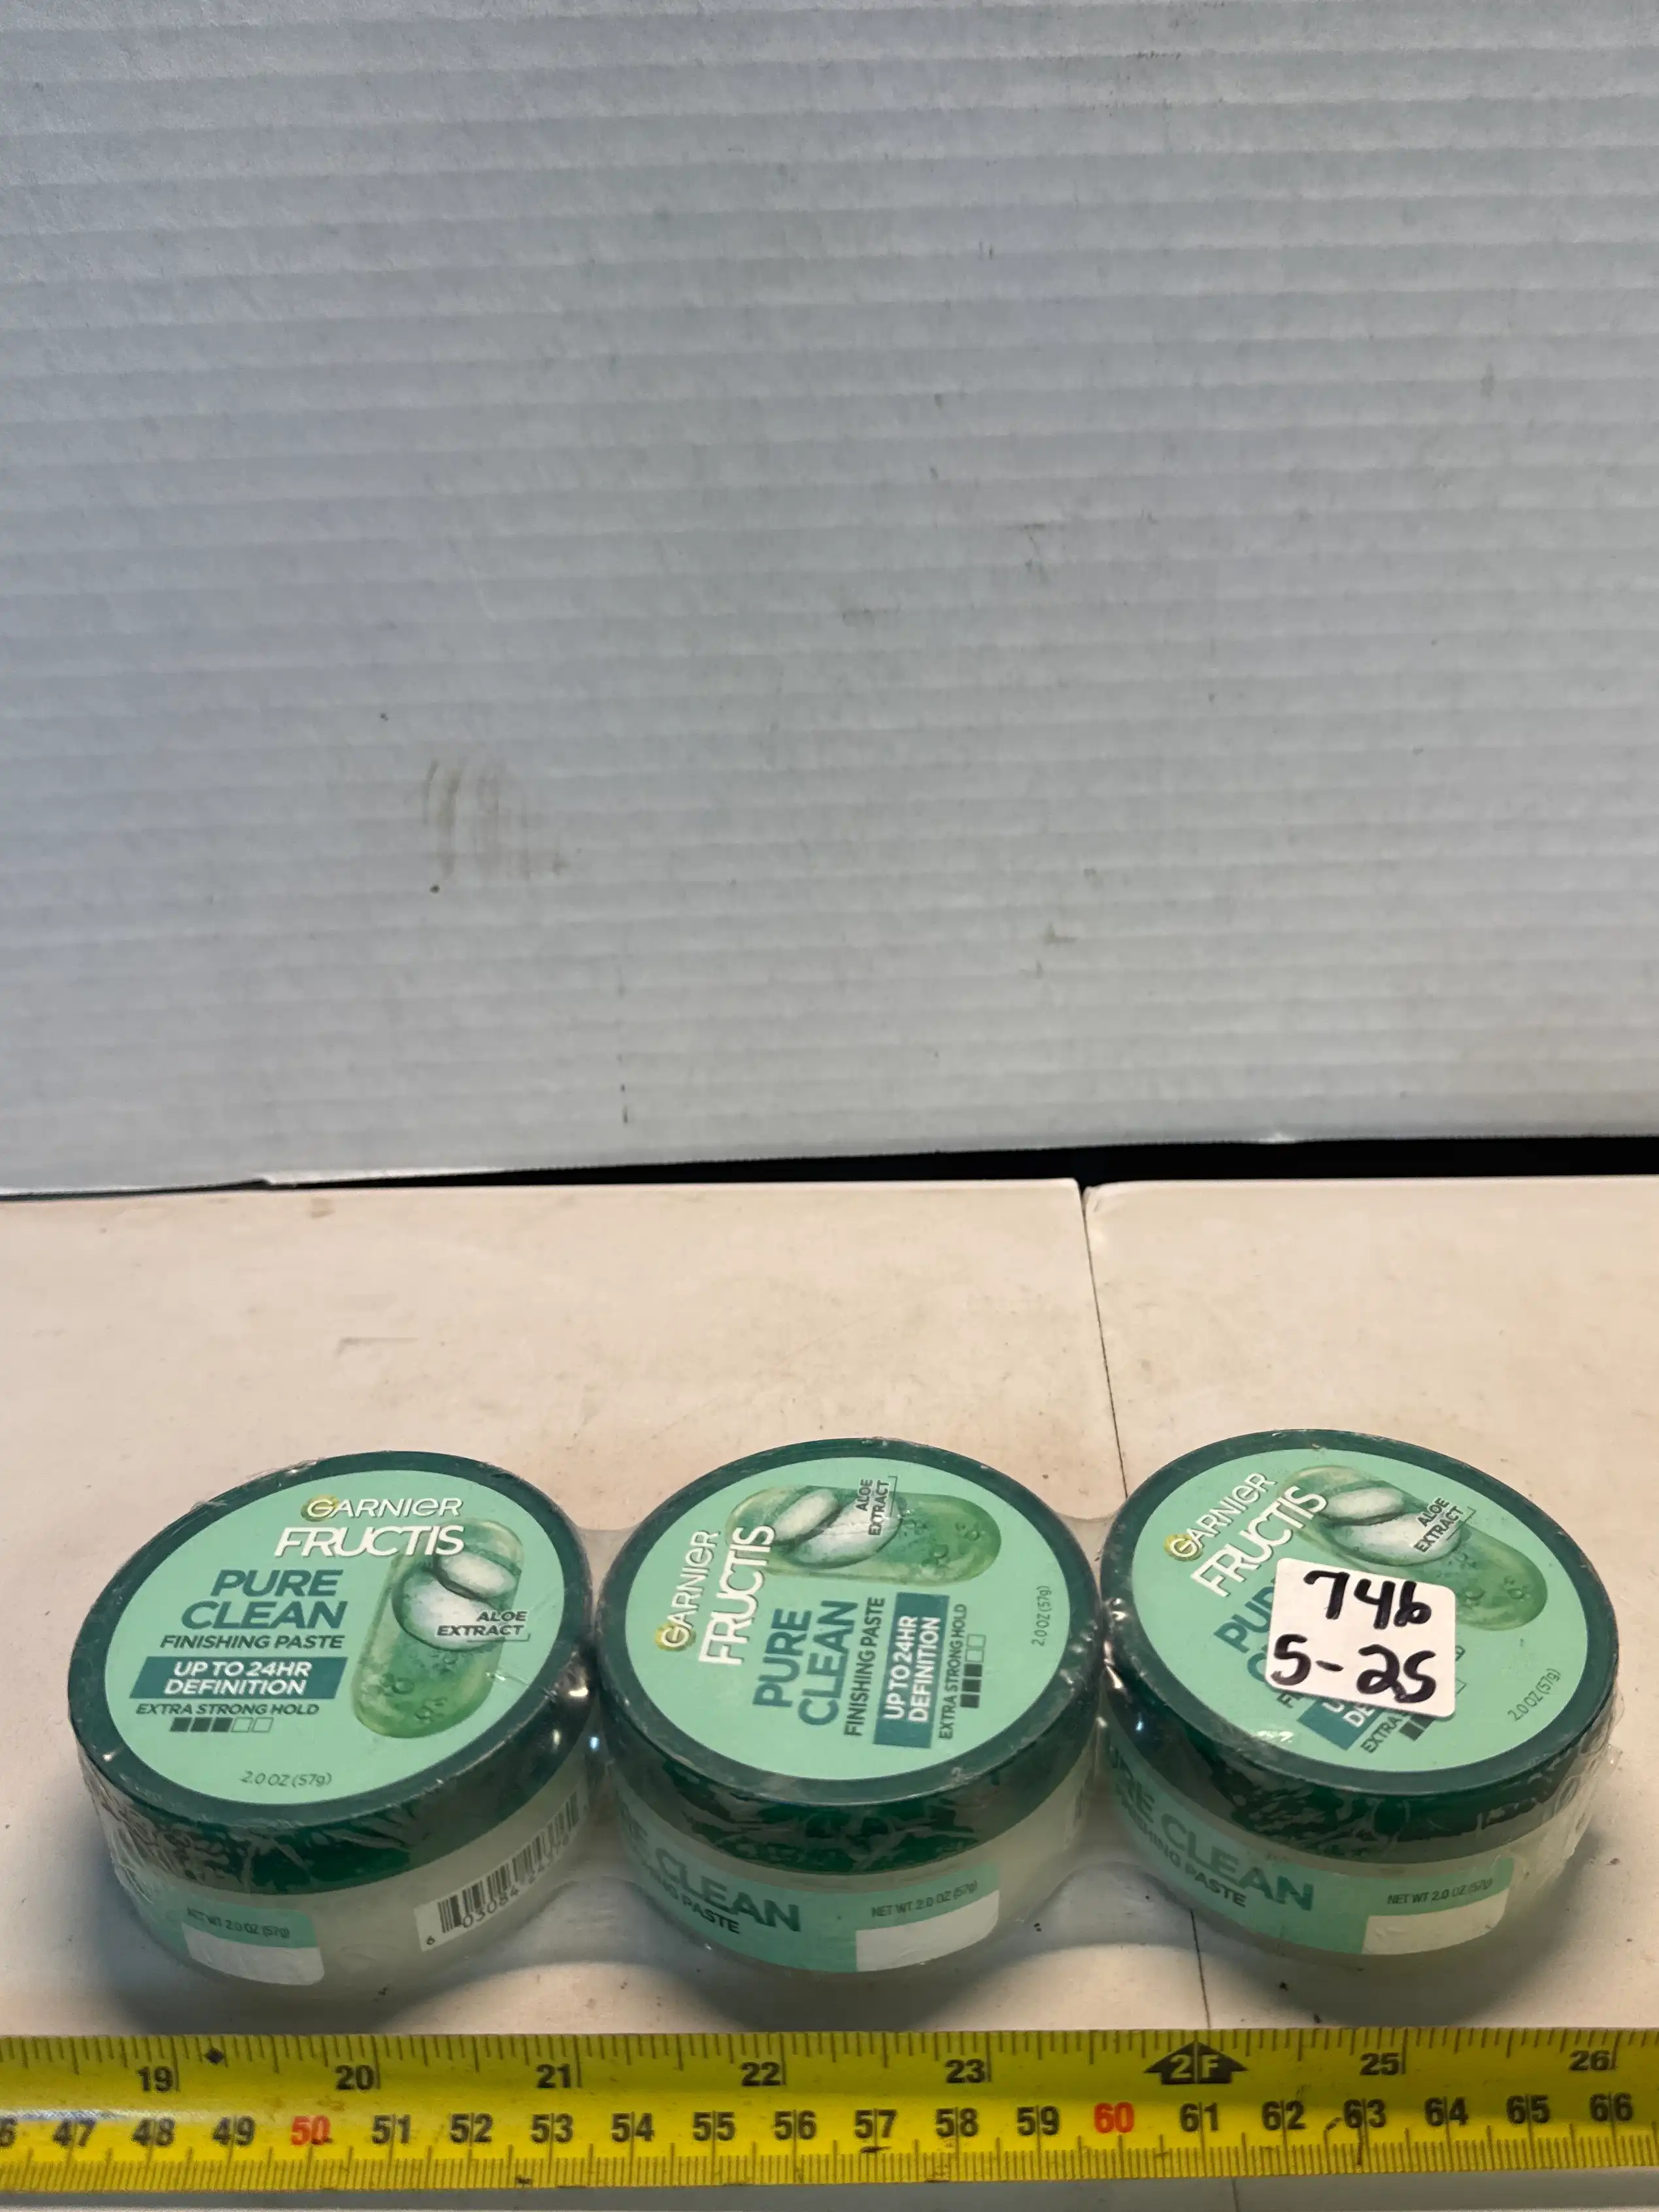 GARNIER
FRUCTIS
PURE
CLEAN
FINISHING PASTE
UP TO 24HR
DEFINITION
EXTRA STRONG HOLD
ALOE
EXTRACT
2.0 OZ (57g)
NET WT 2.0 OZ (57g)
GARNIER
FRUCTIS
PURE
CLEAN
FINISHING PASTE
UP TO 24HR
DEFINITION
EXTRA STRONG HOLD
ALOE
EXTRACT
2.0 OZ (57g)
CLEAN
PASTE
NET WT 2.0 OZ (57g)
GARNIER
FRUCTIS
ALOE
EXTRACT
746
5-25
2.0 OZ (57g)
CLEAN
PASTE
NET WT 2.0 OZ (57g)
19 20 21 22 23 2F 25 26
47 48 49 50 51 52 53 54 55 56 57 58 59 60 61 62 63 64 65 66